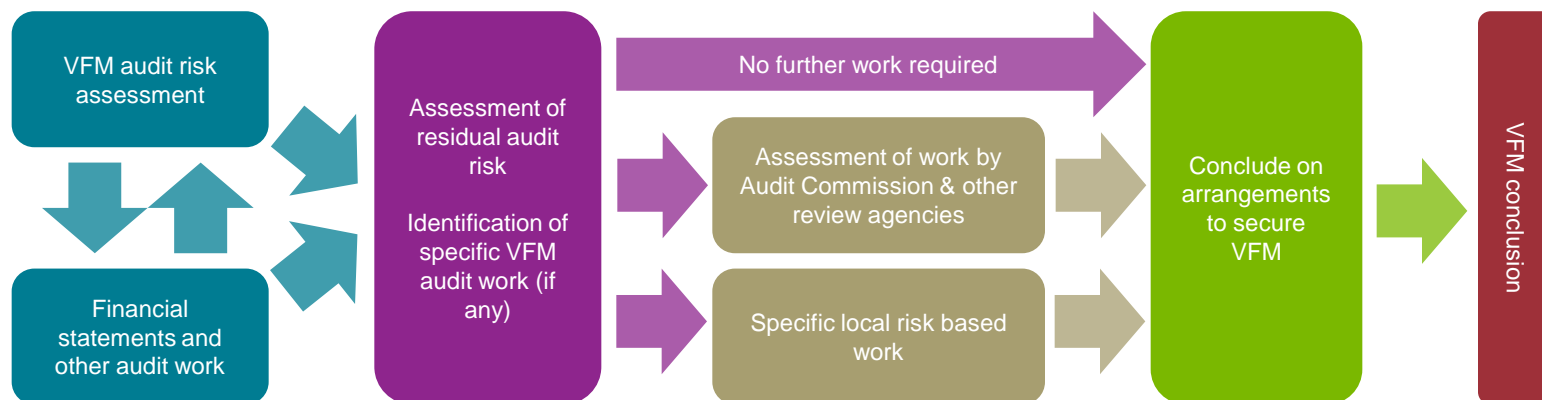 VFM audit risk
assessment
Financial
statements and
other audit work
Assessment of
residual audit
risk
Identification of
specific VFM
audit work (if
any)
No further work required
Assessment of work by
Audit Commission & other
review agencies
Specific local risk based
work
Conclude on
arrangements
to secure
VFM
VFM conclusion